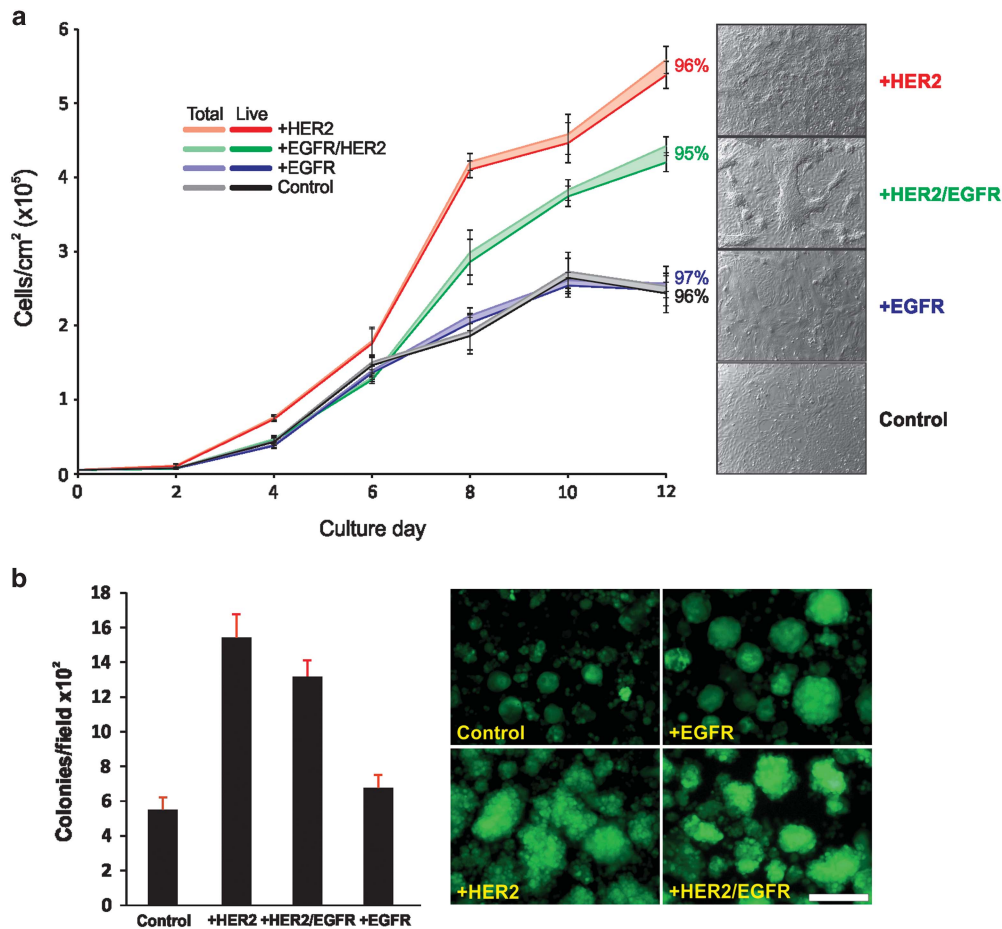 a
6
5
4
3
2
1
0
Cells/cm² (x10⁵)
0 2 4 6 8 10 12
Culture day
Total Live
+HER2
+EGFR/HER2
+EGFR
Control
96%
95%
97%
96%
+HER2
+HER2/EGFR
+EGFR
Control
b
18
16
14
12
10
8
6
4
2
0
Colonies/field x10²
Control +HER2 +HER2/EGFR +EGFR
Control
+EGFR
+HER2
+HER2/EGFR